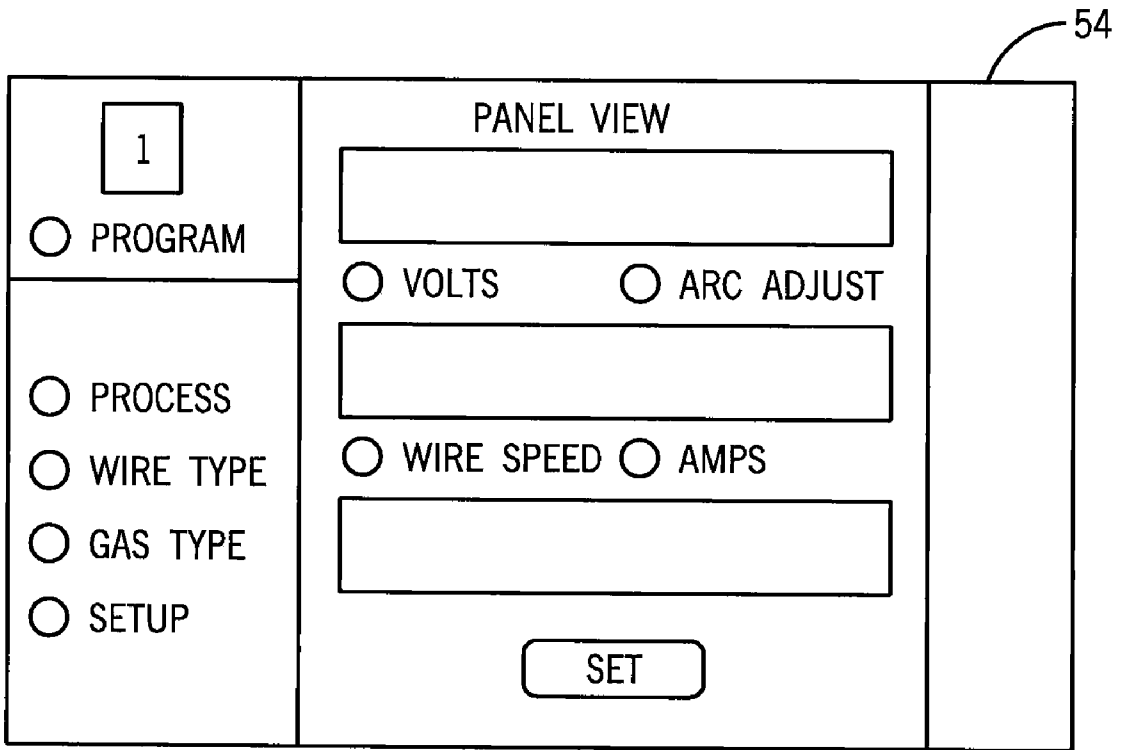 54
1
PROGRAM
PROCESS
WIRE TYPE
GAS TYPE
SETUP
PANEL VIEW
VOLTS ARC ADJUST
WIRE SPEED AMPS
SET